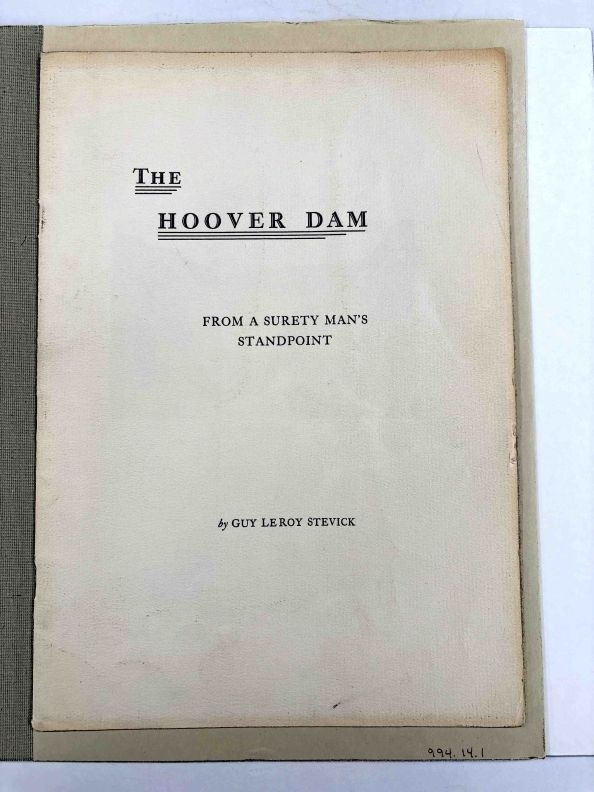 THE
HOOVER DAM
FROM A SURETY MAN'S
STANDPOINT
by GUY LEROY STEVICK
994.14.1